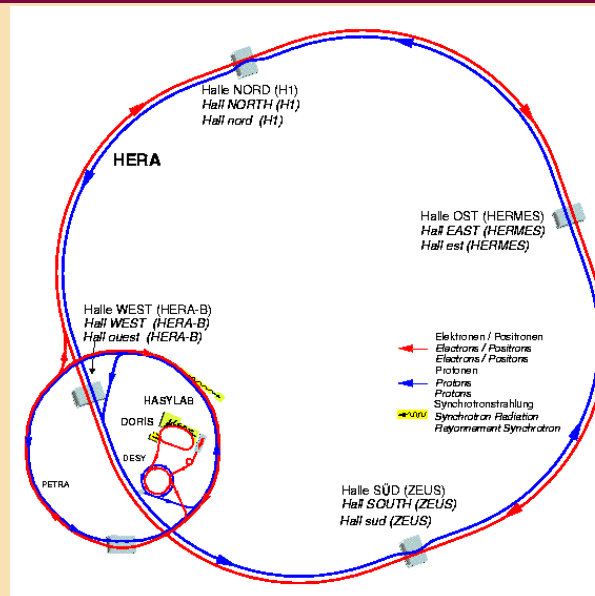 Halle NORD (H1)
Hall NORTH (H1)
Hall nord (H1)
HERA
Halle OST (HERMES)
Hall EAST (HERMES)
Hall est (HERMES)
Halle WEST (HERA-B)
Hall WEST (HERA-B)
Hall ouest (HERA-B)
Elektronen / Positronen
Electrons / Positrons
Electrons / Positons
Protonen
Protons
Protons
Synchrotronstrahlung
Synchrotron Radiation
Rayonnement Synchrotron
HASYLAB
DORIS
DESY
PETRA
Halle SÜD (ZEUS)
Hall SOUTH (ZEUS)
Hall sud (ZEUS)